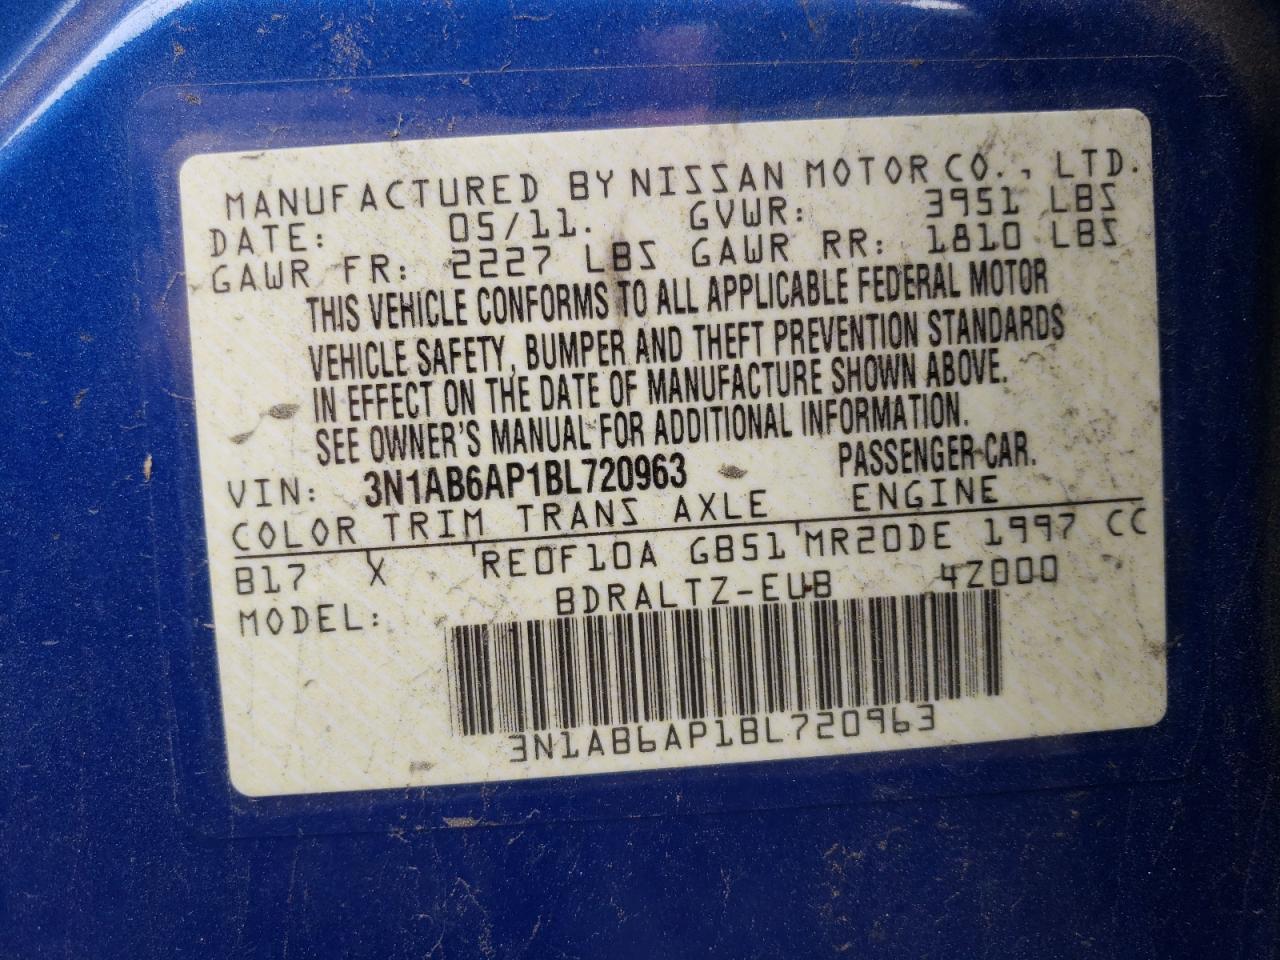 MANUFACTURED BY NISSAN MOTOR CO., LTD.
DATE: 05/11. GVWR: 3951 LBS
GAWR FR: 2227 LBS GAWR RR: 1810 LBS
THIS VEHICLE CONFORMS TO ALL APPLICABLE FEDERAL MOTOR
VEHICLE SAFETY, BUMPER AND THEFT PREVENTION STANDARDS
IN EFFECT ON THE DATE OF MANUFACTURE SHOWN ABOVE.
SEE OWNER'S MANUAL FOR ADDITIONAL INFORMATION.
VIN: 3N1AB6AP1BL720963 PASSENGER CAR.
COLOR TRIM TRANS AXLE ENGINE
B17 X RE0F10A GB51 MR20DE 1997 CC
MODEL: BDRALTZ-EUB 4Z000
3N1AB6AP1BL720963